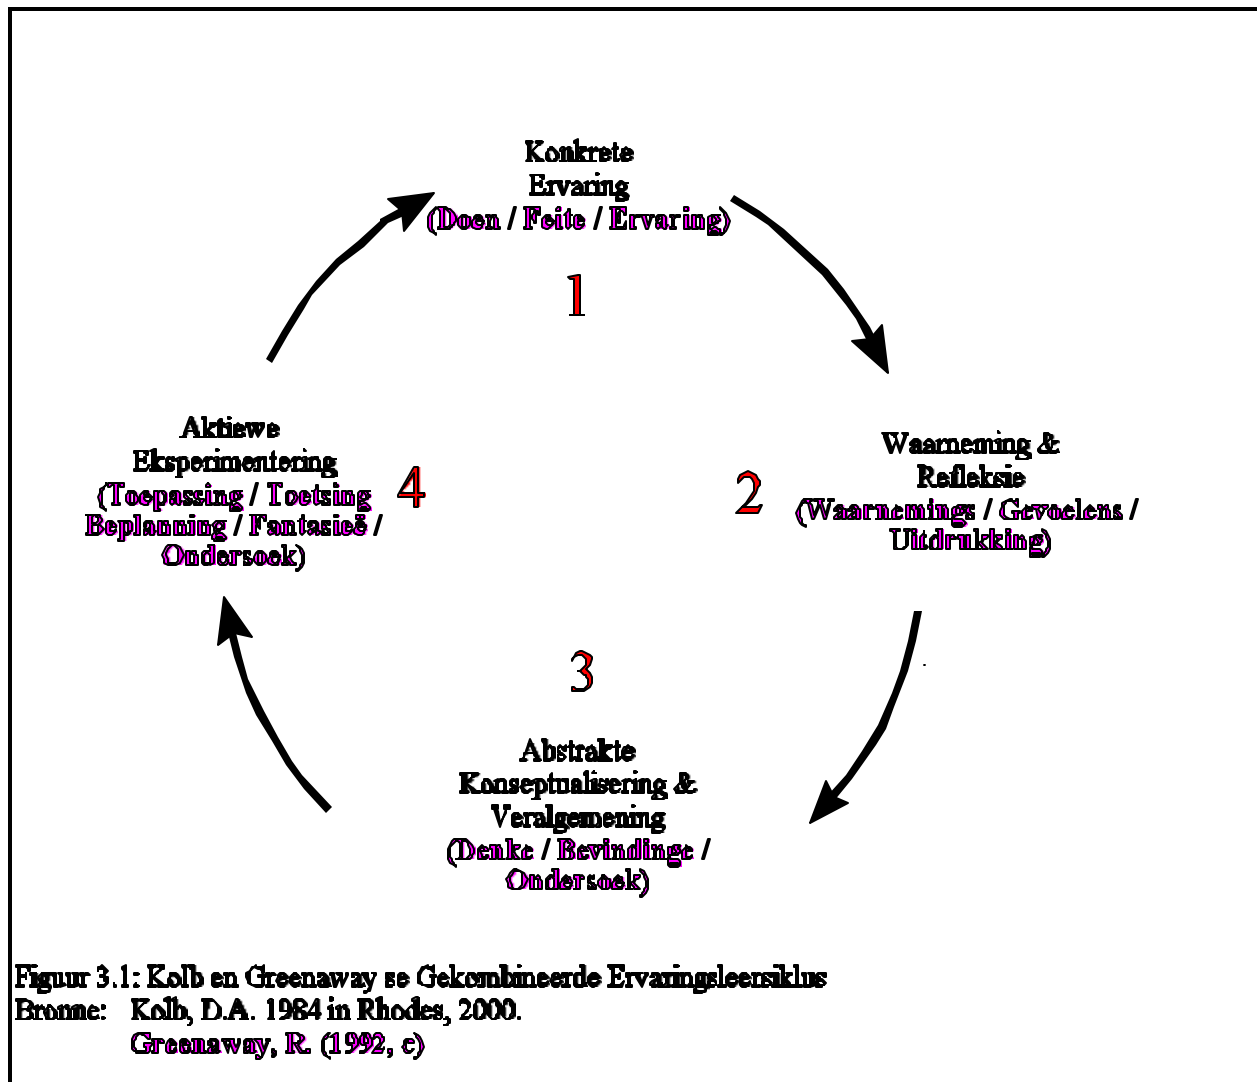 Konkrete
Ervaring
(Doen / Feite / Ervaring)
1
Waarneming &
Refleksie
(Waarnemings / Gevoelens /
Uitdrukking)
2
3
Abstrakte
Konseptualisering &
Veralgemening
(Denke / Bevindinge /
Ondersoek)
Aktiewe
Eksperimentering
(Toepassing / Toetsing
Beplanning / Fantasieë /
Ondersoek)
4
Figuur 3.1: Kolb en Greenaway se Gekombineerde Ervaringsleersiklus
Bronne: Kolb, D.A. 1984 in Rhodes, 2000.
Greenaway, R. (1992, c)